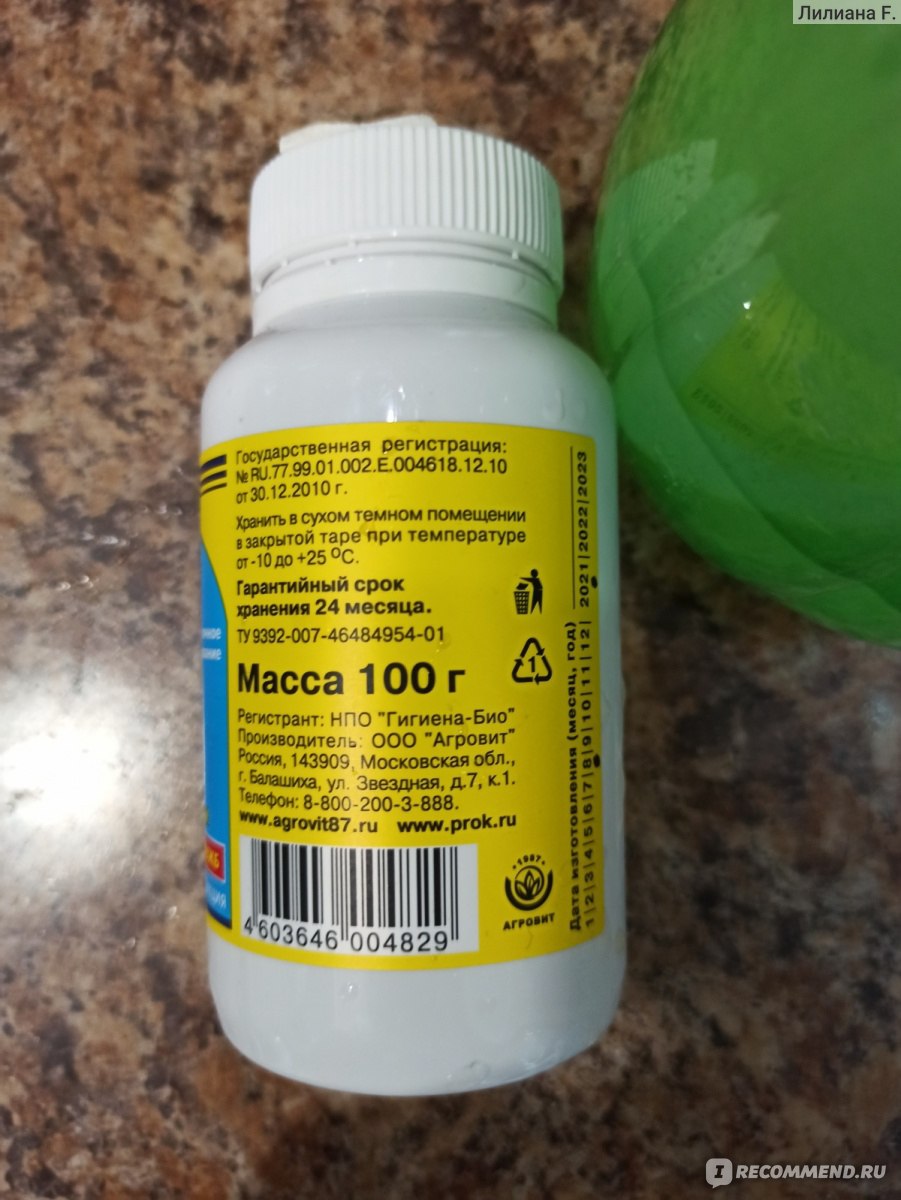 Лилиана F.
Государственная регистрация:
№ RU.77.99.01.002.Е.004618.12.10
от 30.12.2010 г.
Хранить в сухом темном помещении
в закрытой таре при температуре
от -10 до +25 ⁰С.
Гарантийный срок
хранения 24 месяца.
ТУ 9392-007-46484954-01
Масса 100 г
Регистрант: НПО "Гигиена-Био"
Производитель: ООО "Агровит"
Россия, 143909, Московская обл.,
г. Балашиха, ул. Звездная, д.7, к.1.
Телефон: 8-800-200-3-888.
www.agrovit87.ru www.prok.ru
4 603646 004829
1
• 1987 •
АГРОВИТ
Дата изготовления (месяц, год)
1|2|3|4|5|6|7|8|9|10|11|12| 2021|2022|2023
IRECOMMEND.RU